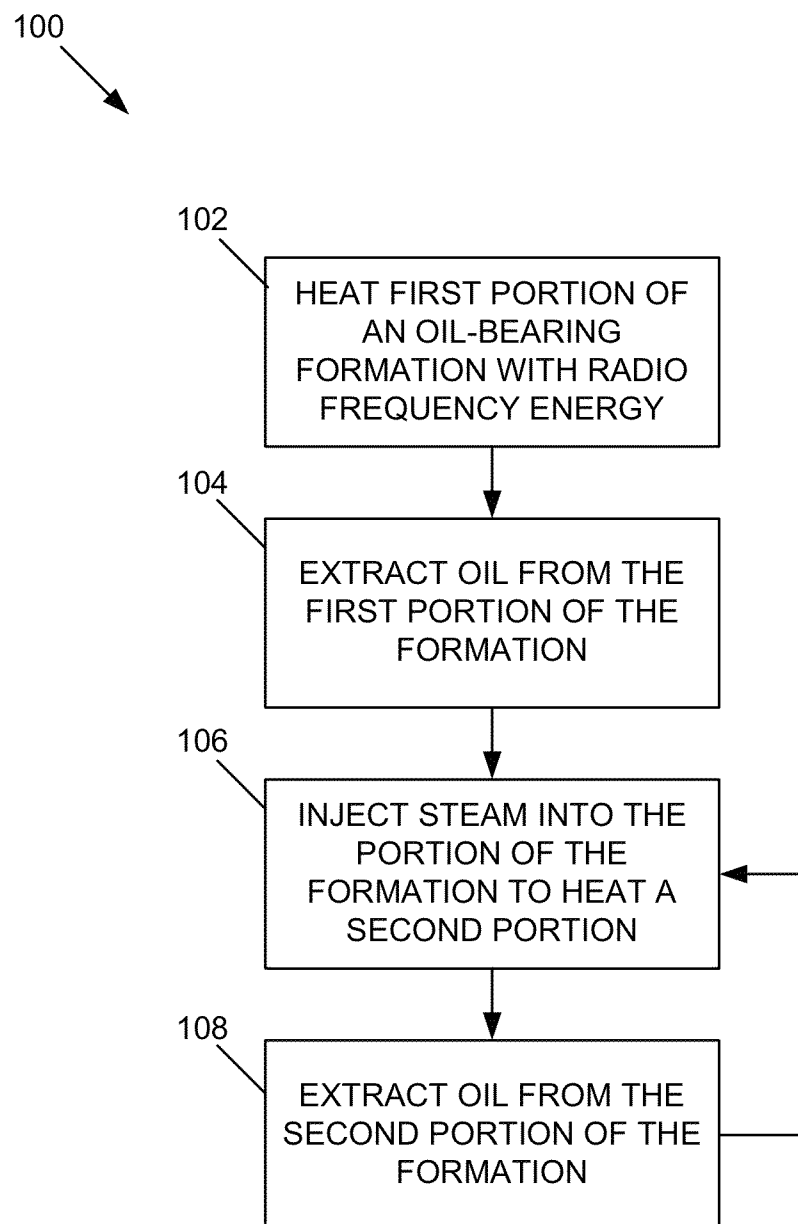 100
102
HEAT FIRST PORTION OF
AN OIL-BEARING
FORMATION WITH RADIO
FREQUENCY ENERGY
104
EXTRACT OIL FROM THE
FIRST PORTION OF THE
FORMATION
106
INJECT STEAM INTO THE
PORTION OF THE
FORMATION TO HEAT A
SECOND PORTION
108
EXTRACT OIL FROM THE
SECOND PORTION OF THE
FORMATION